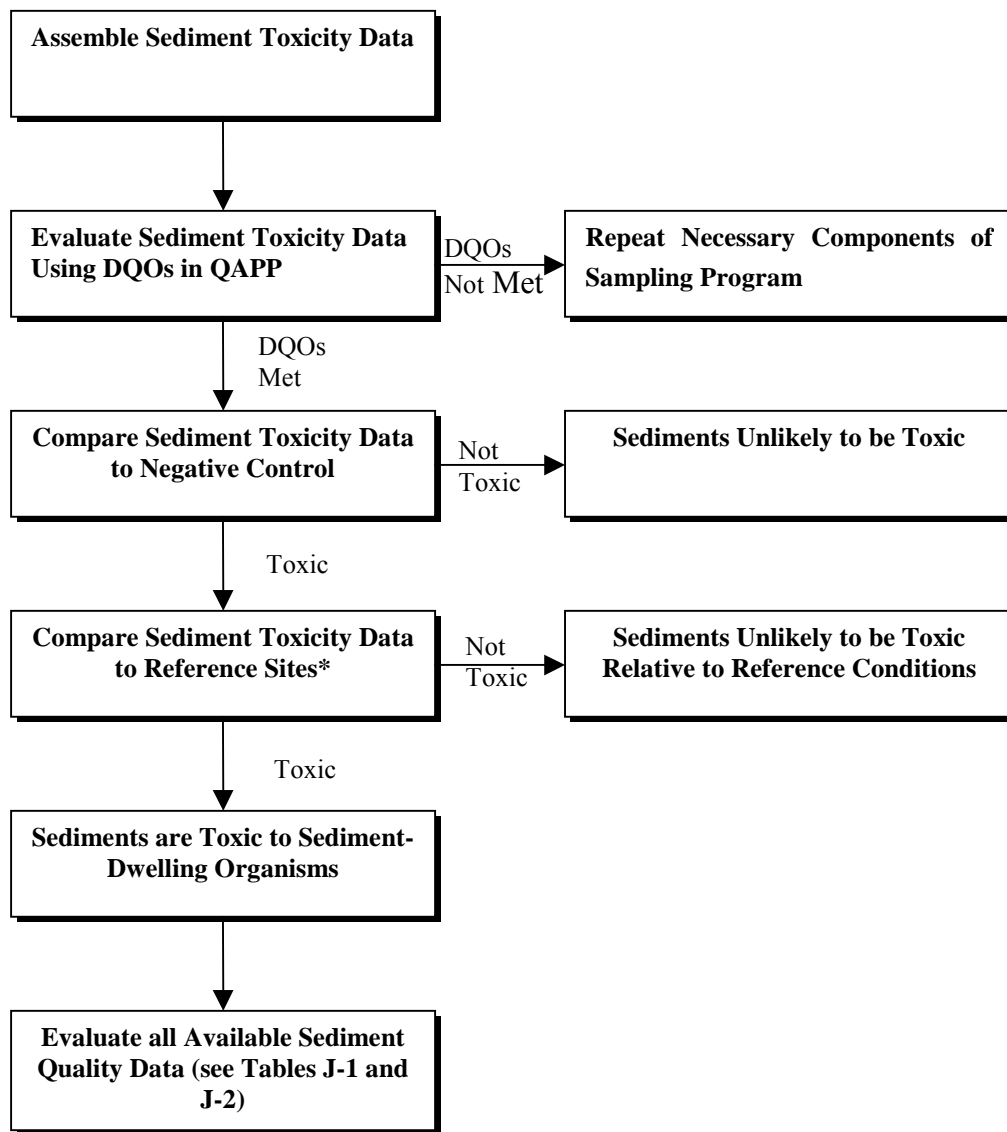 Assemble Sediment Toxicity Data
Evaluate Sediment Toxicity Data
Using DQOs in QAPP
DQOs
Not Met
Repeat Necessary Components of
Sampling Program
DQOs
Met
Compare Sediment Toxicity Data
to Negative Control
Not
Toxic
Sediments Unlikely to be Toxic
Toxic
Compare Sediment Toxicity Data
to Reference Sites*
Not
Toxic
Sediments Unlikely to be Toxic
Relative to Reference Conditions
Toxic
Sediments are Toxic to Sediment-
Dwelling Organisms
Evaluate all Available Sediment
Quality Data (see Tables J-1 and
J-2)